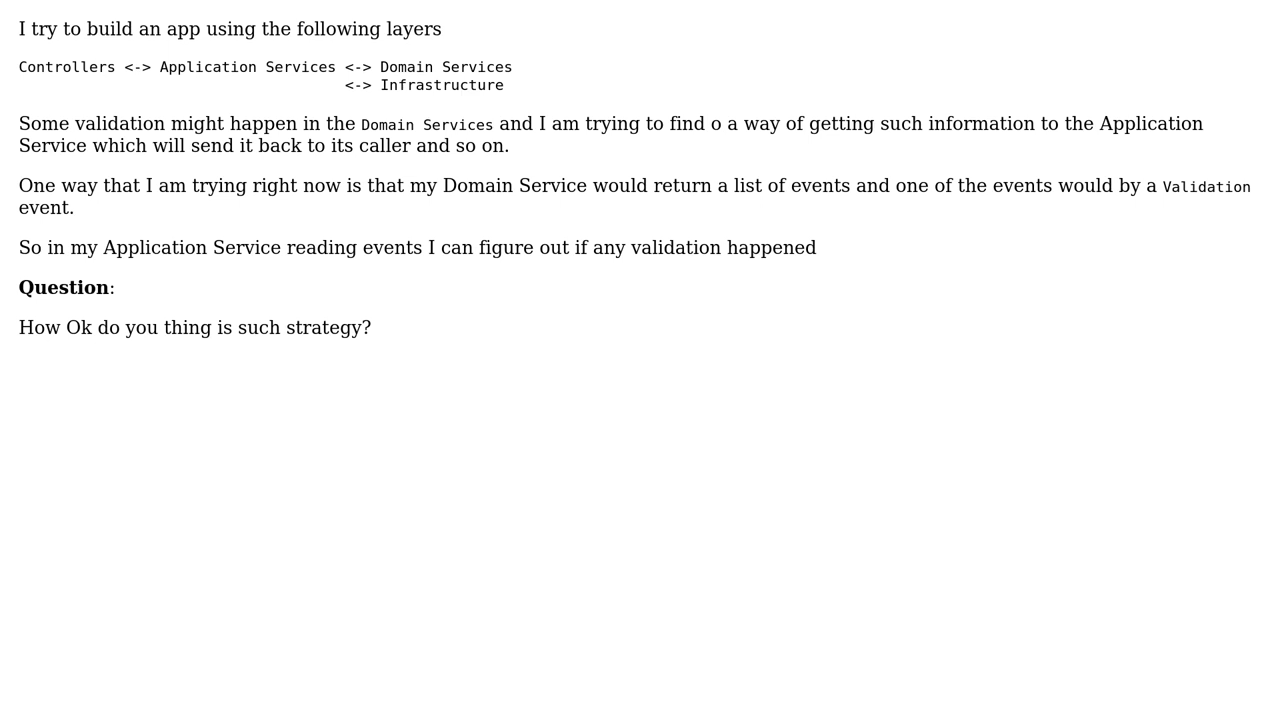 I try to build an app using the following layers
Controllers <-> Application Services <-> Domain Services
<-> Infrastructure
Some validation might happen in the Domain Services and I am trying to find o a way of getting such information to the Application
Service which will send it back to its caller and so on.
One way that I am trying right now is that my Domain Service would return a list of events and one of the events would by a Validation
event.
So in my Application Service reading events I can figure out if any validation happened
Question:
How Ok do you thing is such strategy?